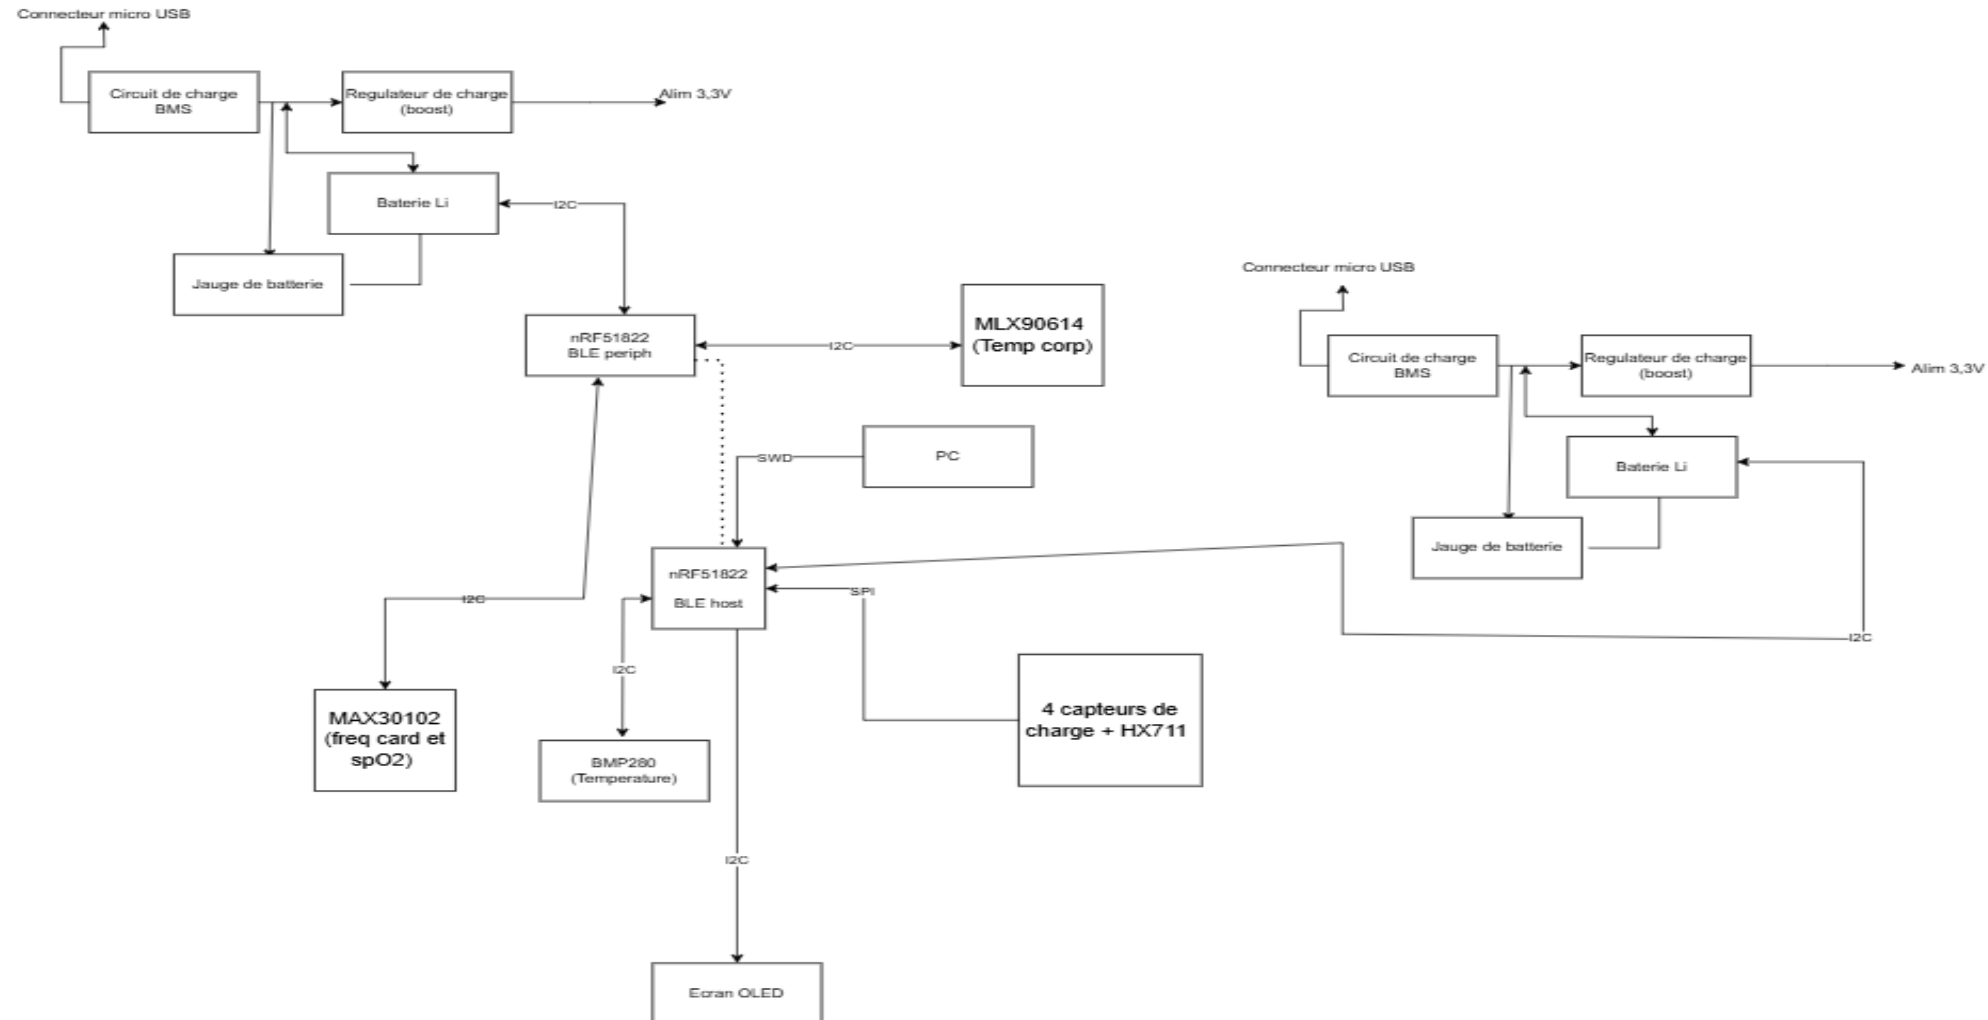 Connecteur micro USB
Circuit de charge
BMS
Regulateur de charge
(boost)
Alim 3,3V
Baterie Li
I2C
Jauge de batterie
nRF51822
BLE periph
I2C
MLX90614
(Temp corp)
Connecteur micro USB
Circuit de charge
BMS
Regulateur de charge
(boost)
Alim 3,3V
Baterie Li
Jauge de batterie
I2C
SWD
PC
nRF51822
BLE host
SPI
I2C
I2C
MAX30102
(freq card et
spO2)
BMP280
(Temperature)
4 capteurs de
charge + HX711
I2C
Ecran OLED